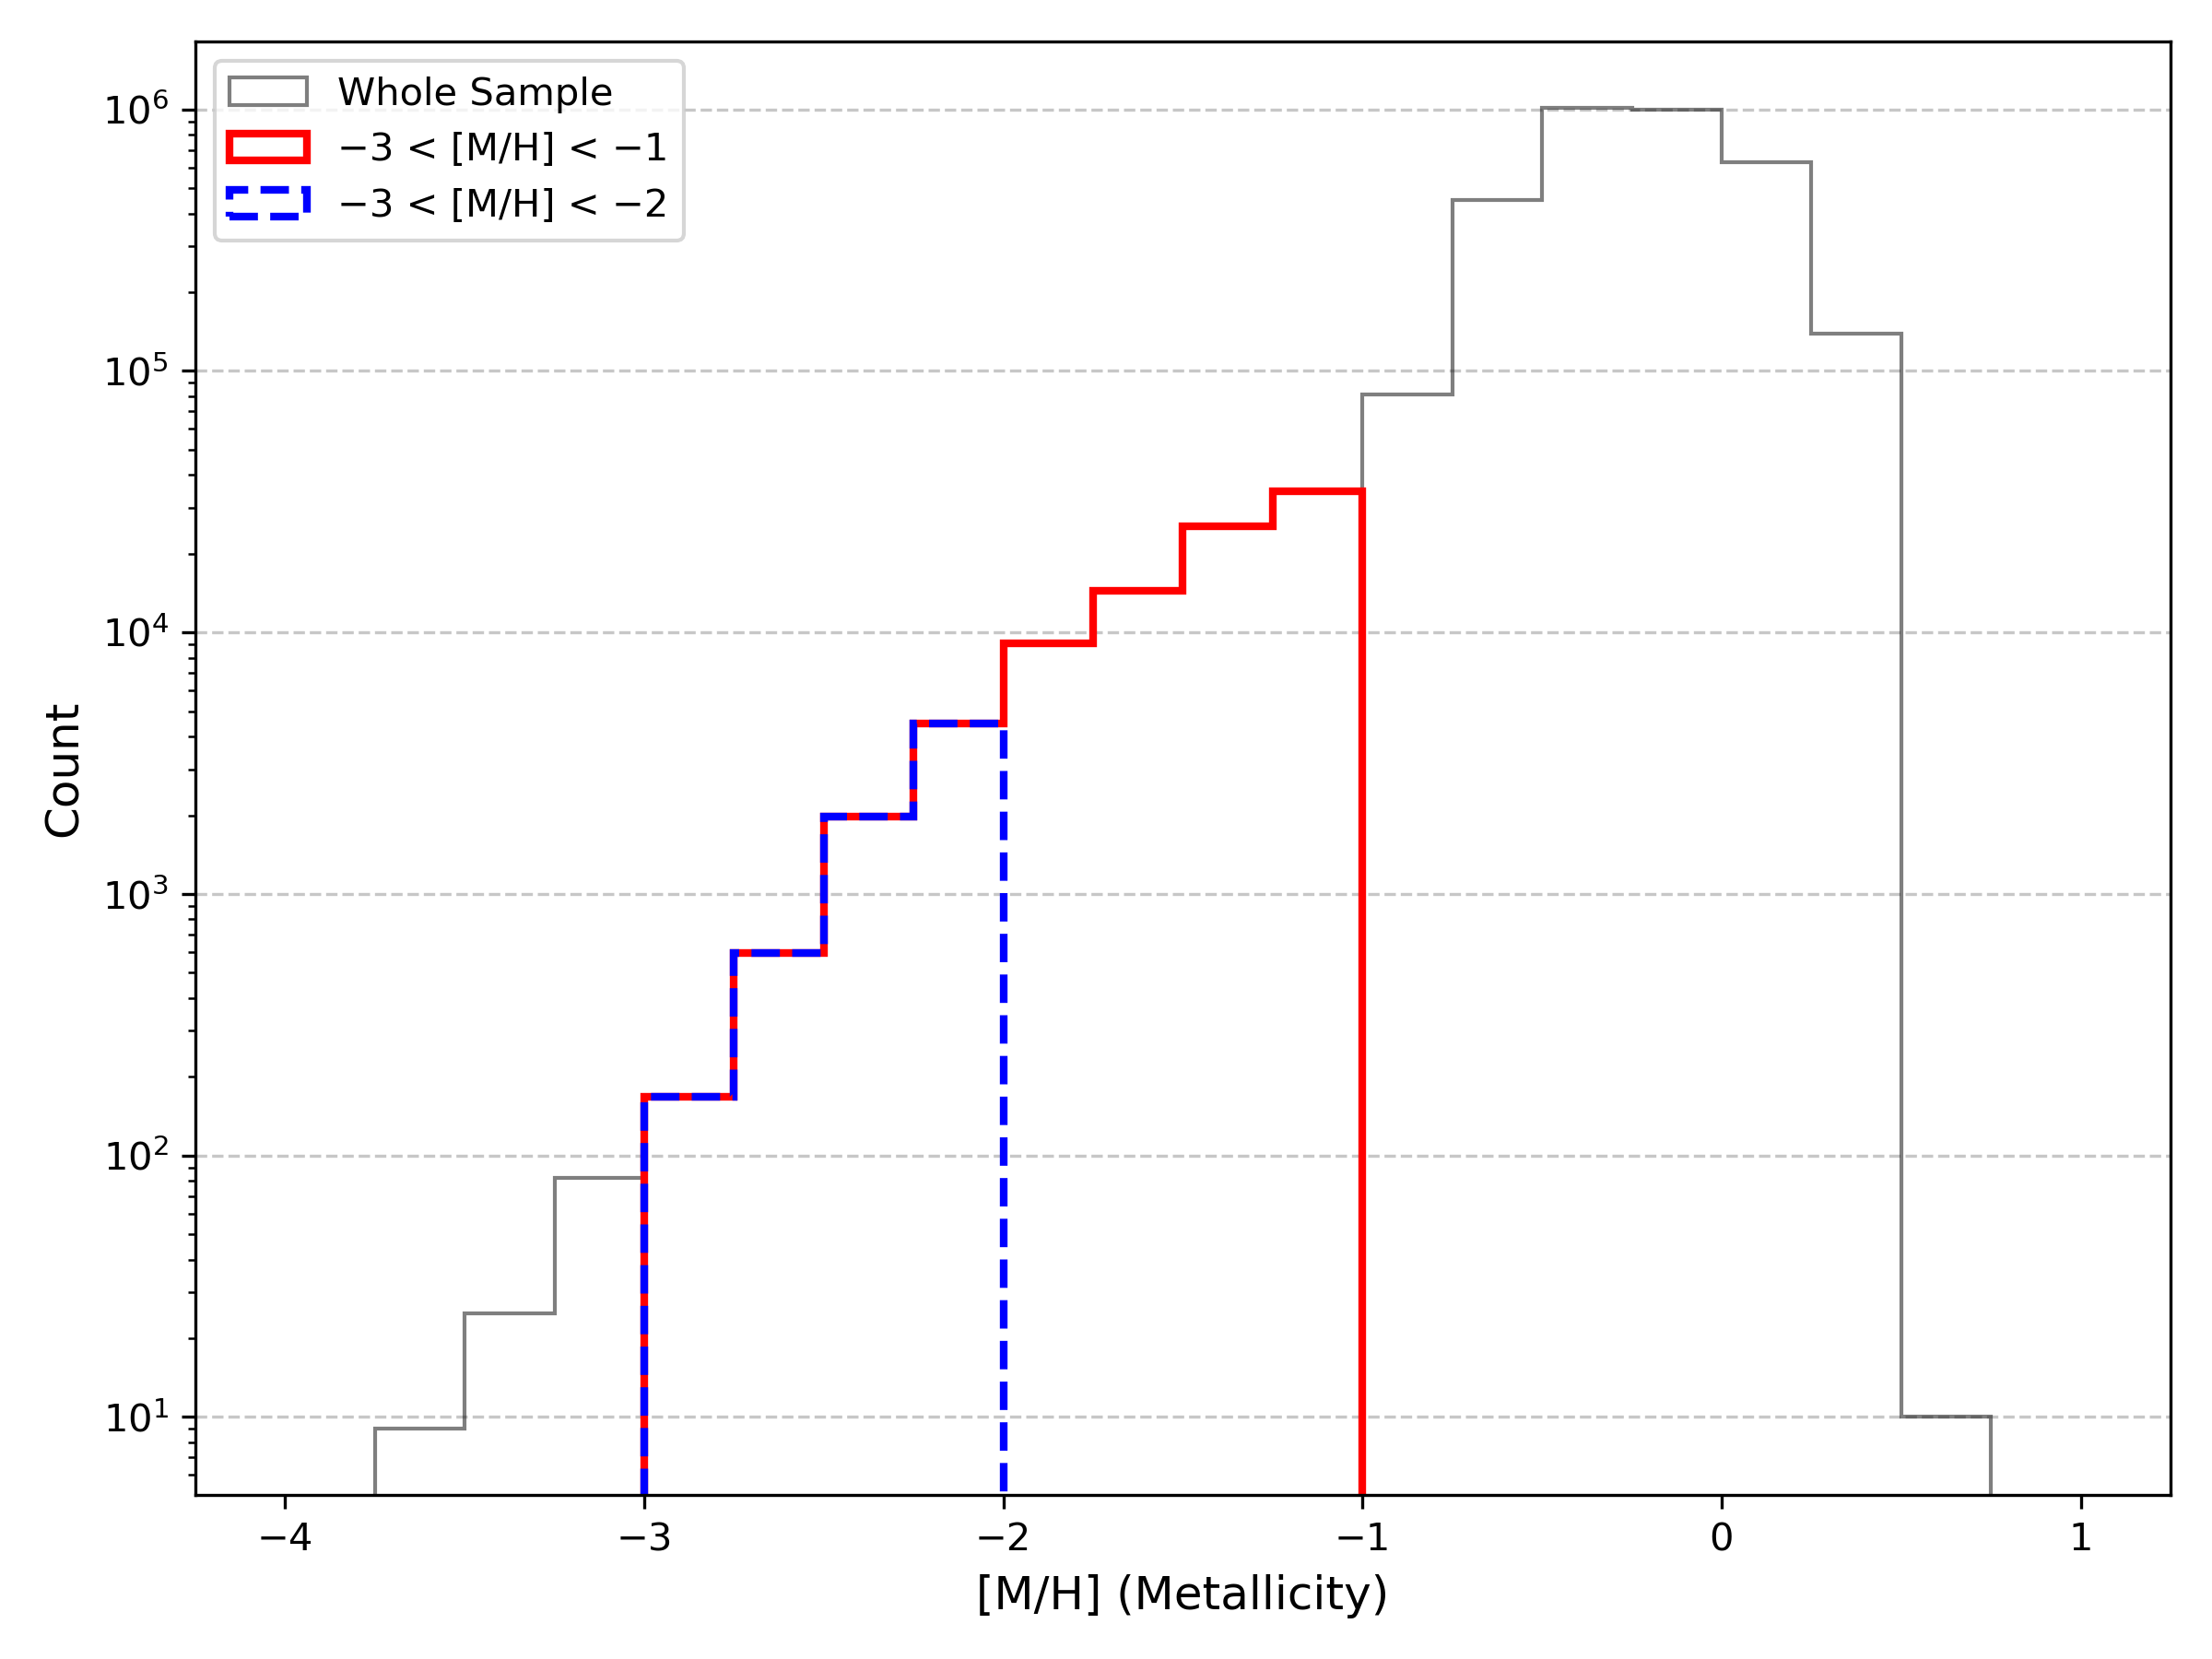 Whole Sample
−3 < [M/H] < −1
−3 < [M/H] < −2
10⁶
10⁵
10⁴
10³
10²
10¹
Count
−4 −3 −2 −1 0 1
[M/H] (Metallicity)